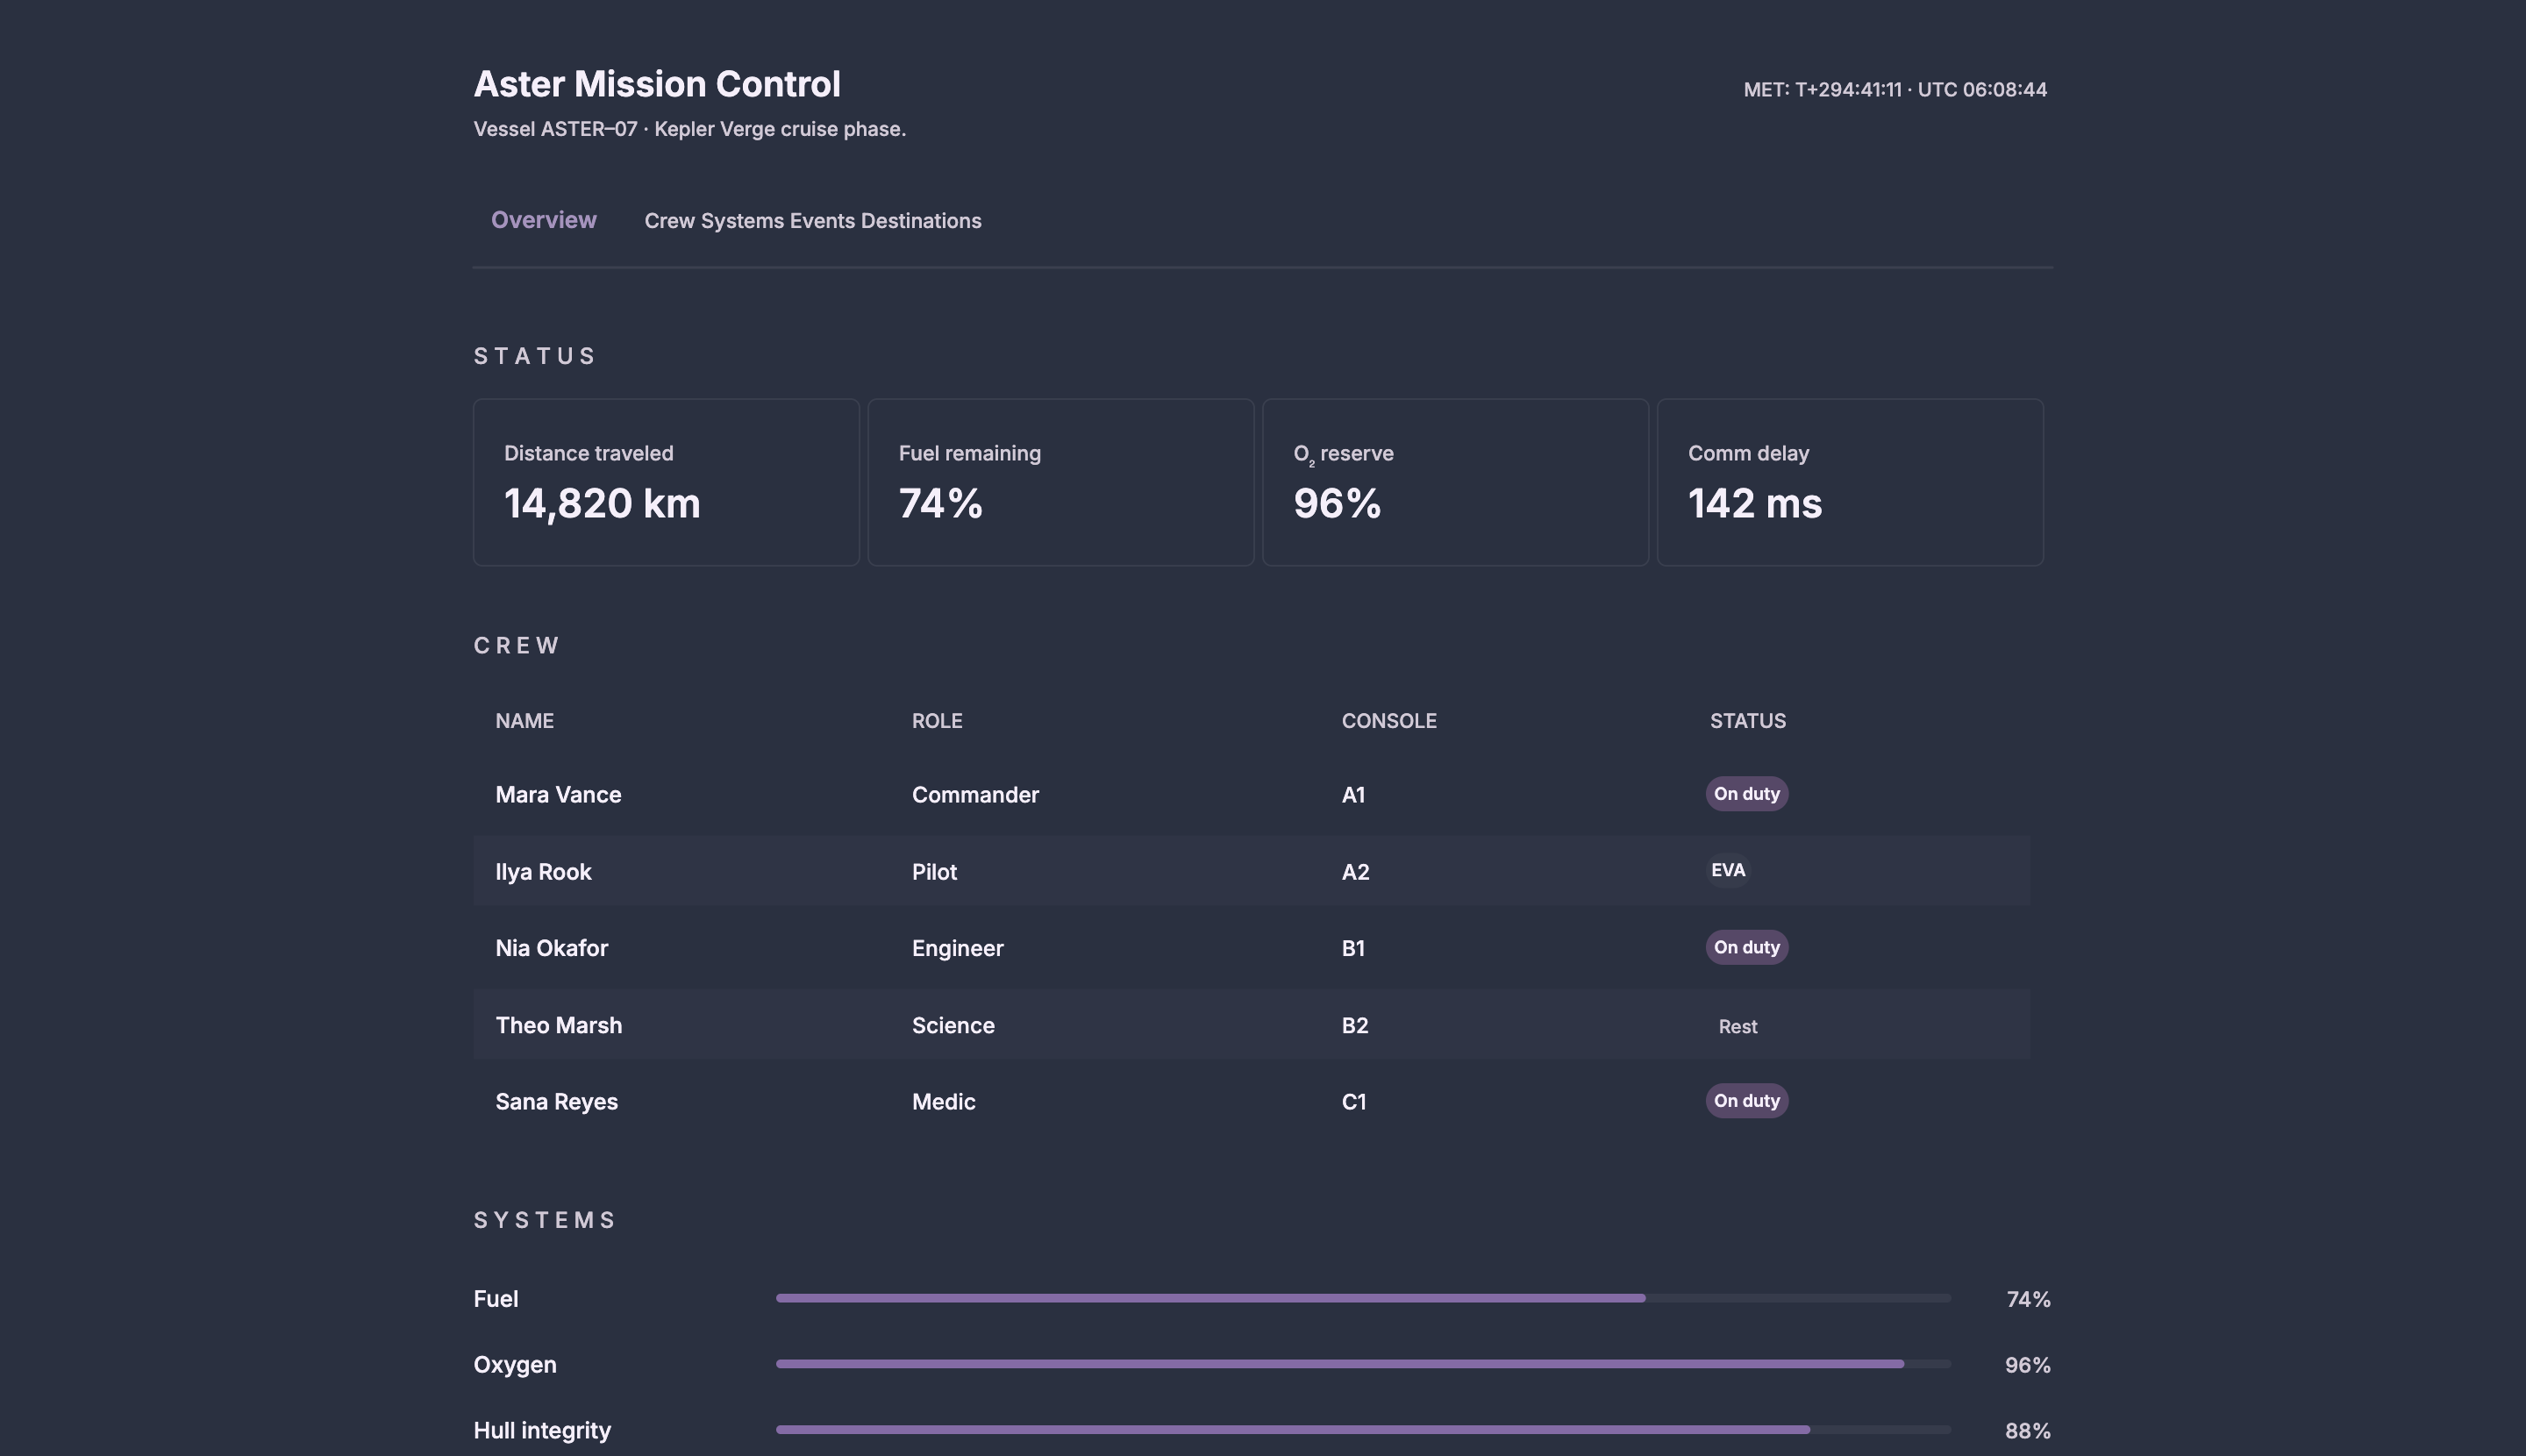 Aster Mission Control
MET: T+294:41:11 · UTC 06:08:44
Vessel ASTER–07 · Kepler Verge cruise phase.
Overview Crew Systems Events Destinations
STATUS
Distance traveled Fuel remaining O₂ reserve Comm delay
14,820 km 74% 96% 142 ms
CREW
NAME ROLE CONSOLE STATUS
Mara Vance Commander A1 On duty
Ilya Rook Pilot A2 EVA
Nia Okafor Engineer B1 On duty
Theo Marsh Science B2 Rest
Sana Reyes Medic C1 On duty
SYSTEMS
Fuel 74%
Oxygen 96%
Hull integrity 88%